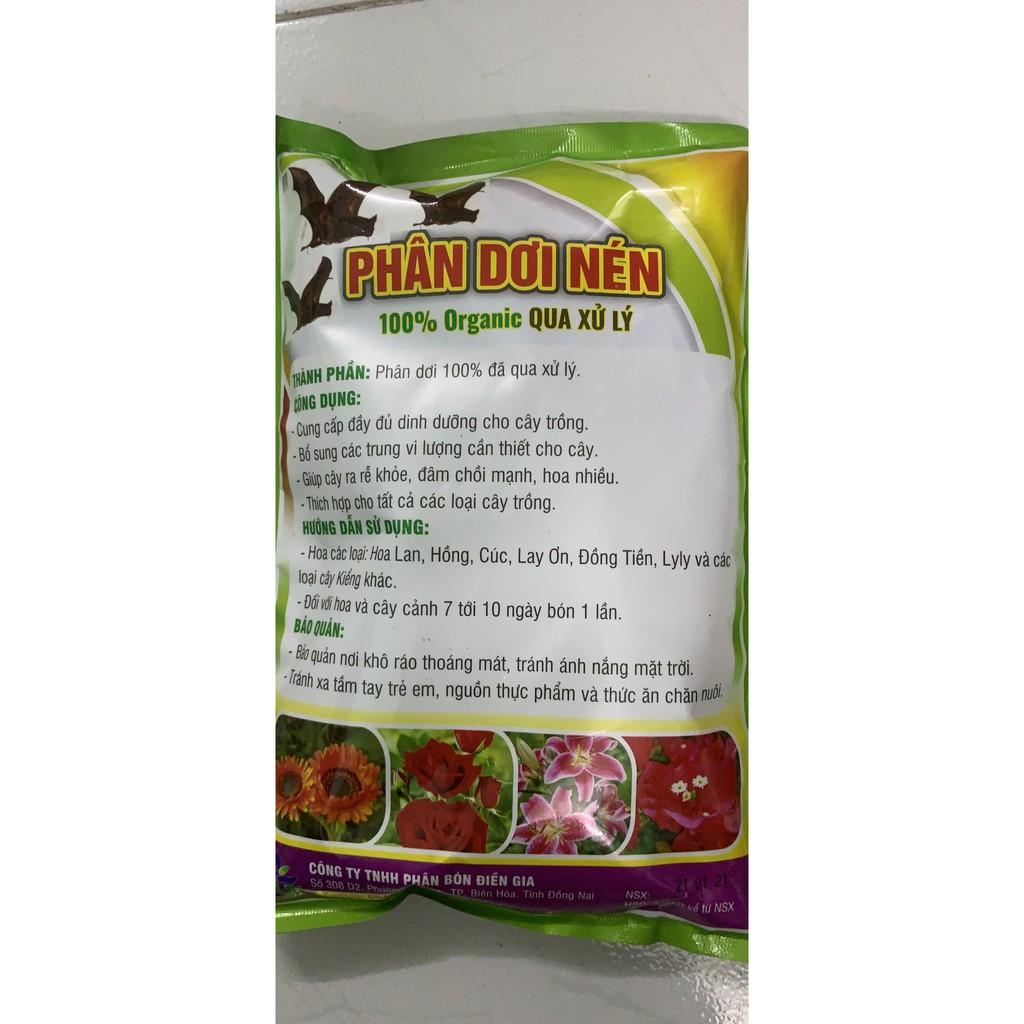 PHÂN DƠI NÉN
100% Organic QUA XỬ LÝ
THÀNH PHẦN: Phân dơi 100% đã qua xử lý.
CÔNG DỤNG:
- Cung cấp đầy đủ dinh dưỡng cho cây trồng.
- Bổ sung các trung vi lượng cần thiết cho cây.
- Giúp cây ra rễ khỏe, đâm chồi mạnh, hoa nhiều.
- Thích hợp cho tất cả các loại cây trồng.
HƯỚNG DẪN SỬ DỤNG:
- Hoa các loại: Hoa Lan, Hồng, Cúc, Lay Ơn, Đồng Tiền, Lyly và các
loại cây Kiểng khác.
- Đối với hoa và cây cảnh 7 tới 10 ngày bón 1 lần.
BẢO QUẢN:
- Bảo quản nơi khô ráo thoáng mát, tránh ánh nắng mặt trời.
- Tránh xa tầm tay trẻ em, nguồn thực phẩm và thức ăn chăn nuôi.
CÔNG TY TNHH PHÂN BÓN ĐIỀN GIA
Số 308 D2, TP. Biên Hòa, Tỉnh Đồng Nai
NSX: 21 01 21
kể từ NSX